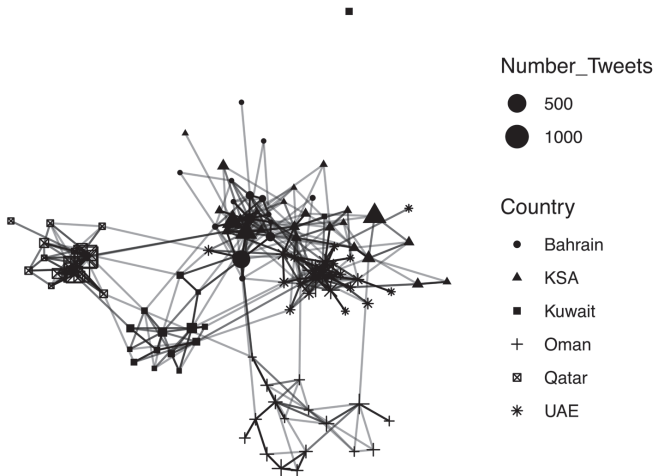 Number_Tweets
500
1000
Country
Bahrain
KSA
Kuwait
Oman
Qatar
UAE